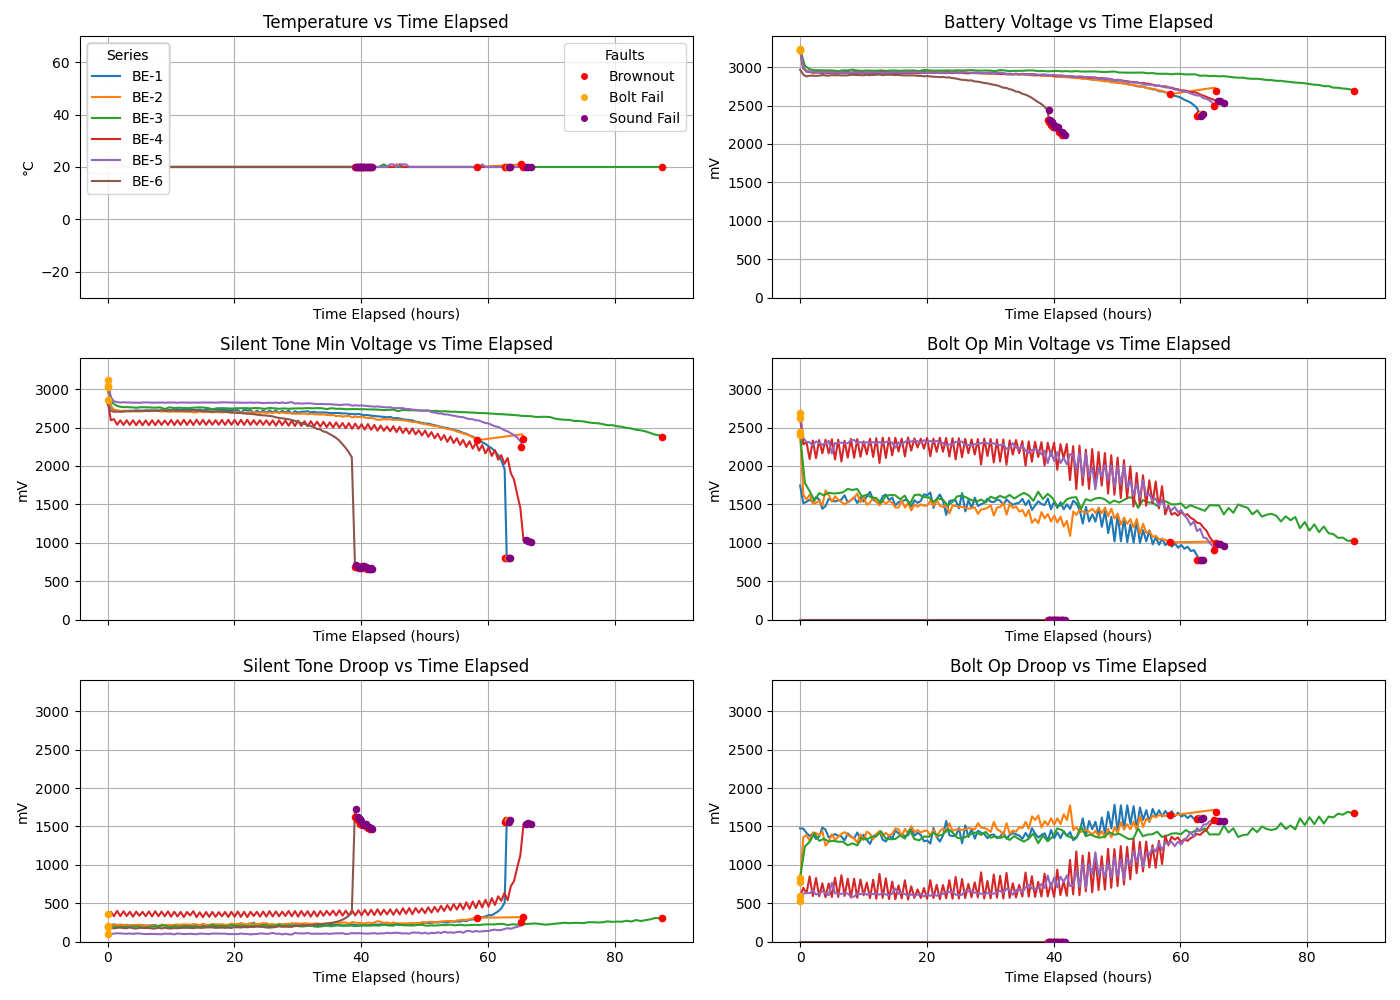 Temperature vs Time Elapsed
60
40
20
0
−20
°C
Time Elapsed (hours)
Series
BE-1
BE-2
BE-3
BE-4
BE-5
BE-6
Faults
Brownout
Bolt Fail
Sound Fail
Battery Voltage vs Time Elapsed
3000
2500
2000
1500
1000
500
0
mV
Time Elapsed (hours)
Silent Tone Min Voltage vs Time Elapsed
3000
2500
2000
1500
1000
500
0
mV
Time Elapsed (hours)
Bolt Op Min Voltage vs Time Elapsed
3000
2500
2000
1500
1000
500
0
mV
Time Elapsed (hours)
Silent Tone Droop vs Time Elapsed
3000
2500
2000
1500
1000
500
0
mV
0 20 40 60 80
Time Elapsed (hours)
Bolt Op Droop vs Time Elapsed
3000
2500
2000
1500
1000
500
0
mV
0 20 40 60 80
Time Elapsed (hours)